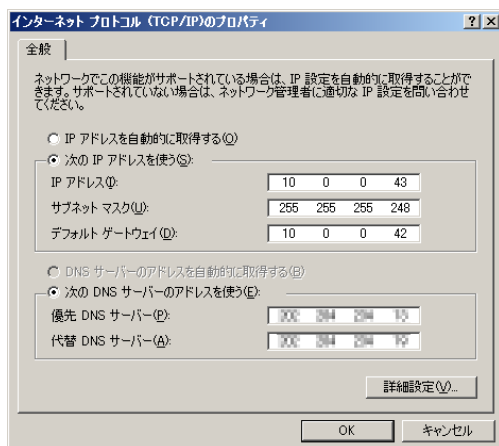 インターネット プロトコル (TCP/IP)のプロパティ
全般
ネットワークでこの機能がサポートされている場合は、IP 設定を自動的に取得することがで
きます。サポートされていない場合は、ネットワーク管理者に適切な IP 設定を問い合わせ
てください。
IP アドレスを自動的に取得する(O)
次の IP アドレスを使う(S):
IP アドレス(I): 10 0 0 43
サブネット マスク(U): 255 255 255 248
デフォルト ゲートウェイ(D): 10 0 0 42
DNS サーバーのアドレスを自動的に取得する(B)
次の DNS サーバーのアドレスを使う(E):
優先 DNS サーバー(P):
代替 DNS サーバー(A):
詳細設定(V)...
OK キャンセル